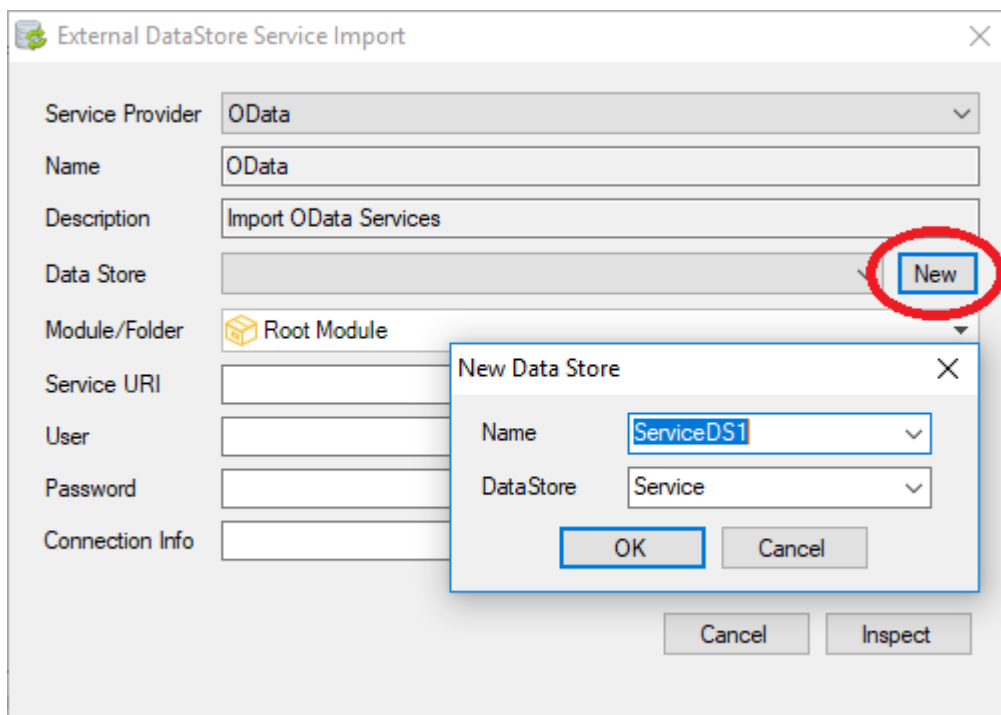 External DataStore Service Import
Service Provider OData
Name OData
Description Import OData Services
Data Store New
Module/Folder Root Module
Service URI
User
Password
Connection Info
New Data Store
Name ServiceDS1
DataStore Service
OK Cancel
Cancel Inspect